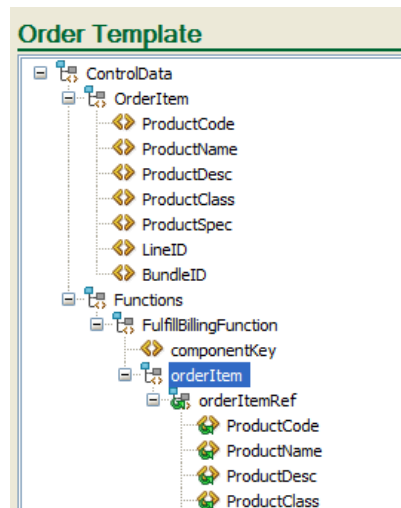 Order Template
ControlData
OrderItem
ProductCode
ProductName
ProductDesc
ProductClass
ProductSpec
LineID
BundleID
Functions
FulfillBillingFunction
componentKey
orderItem
orderItemRef
ProductCode
ProductName
ProductDesc
ProductClass